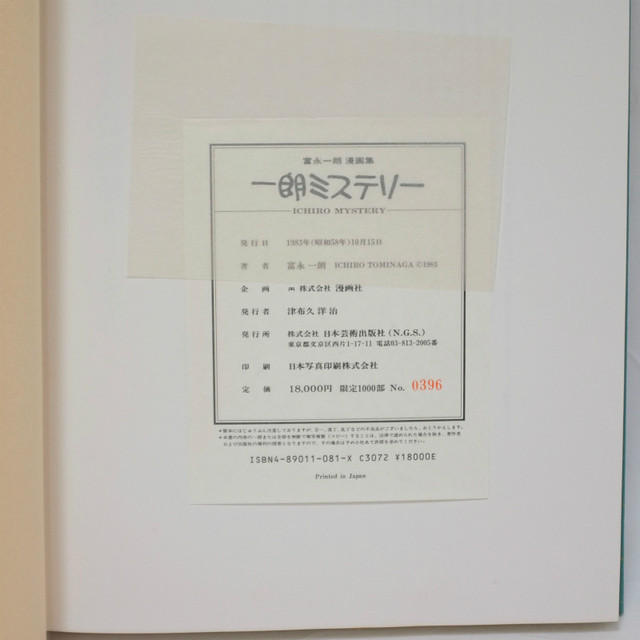 富永一朗 漫画集
一朗ミステリー
ICHIRO MYSTERY
発行日 1983年(昭和58年)10月15日
著者 富永一朗 ICHIRO TOMINAGA ©1983
企画 株式会社 漫画社
発行者 津布久洋治
発行所 株式会社 日本芸術出版社 (N.G.S.)
東京都文京区西片1-17-11 電話03-813-2005番
印刷 日本写真印刷株式会社
定価 18,000円 限定1000部 No. 0396
ISBN4-89011-081-X C3072 ¥18000E
Printed in Japan